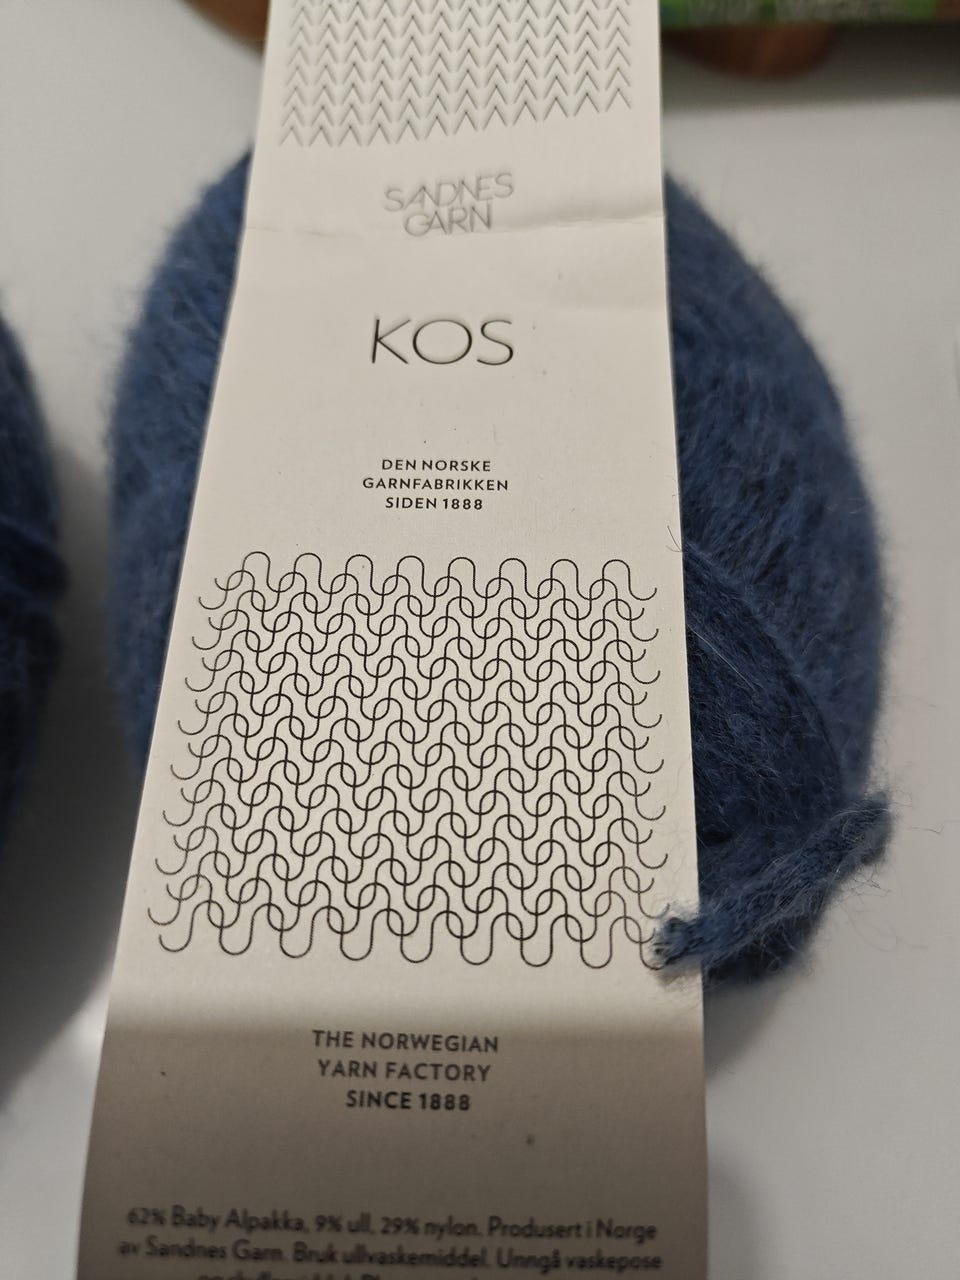 SANDNES
GARN
KOS
DEN NORSKE
GARNFABRIKKEN
SIDEN 1888
THE NORWEGIAN
YARN FACTORY
SINCE 1888
62% Baby Alpakka, 9% ull, 29% nylon. Produsert i Norge
av Sandnes Garn. Bruk ullvaskemiddel. Unngå vaskepose